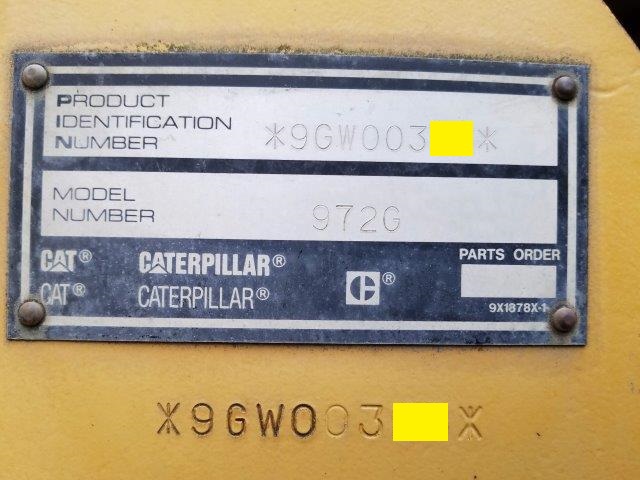 PRODUCT
IDENTIFICATION
NUMBER
*9GW003 *
MODEL
NUMBER
972G
CAT® CATERPILLAR®
CAT® CATERPILLAR® C®
PARTS ORDER
9X1878X-1
*9GW003 *